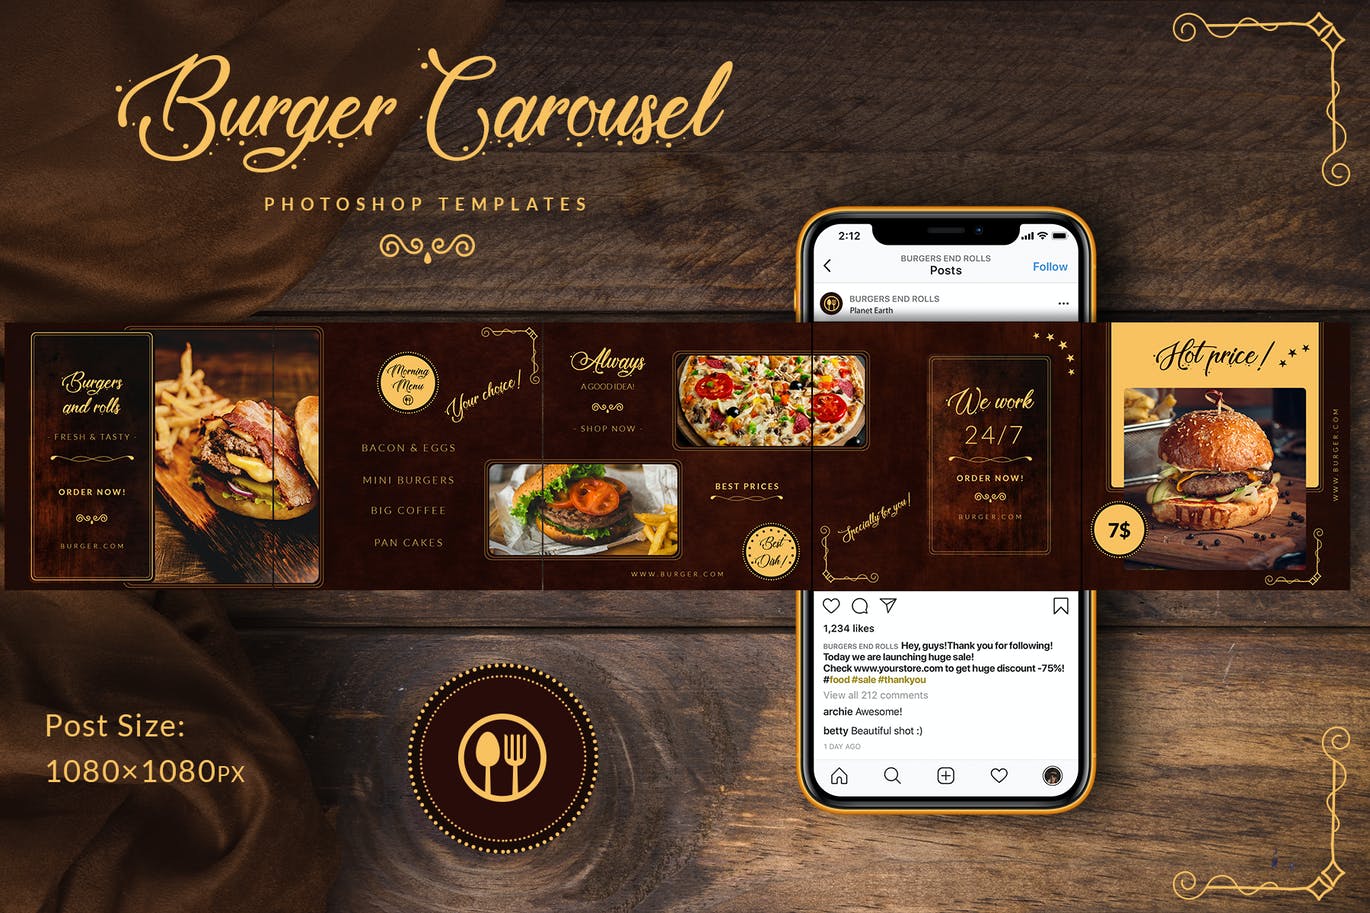 Burger Carousel
PHOTOSHOP TEMPLATES
2:12
BURGERS END ROLLS
Posts
Follow
BURGERS END ROLLS
Planet Earth
Burgers
and rolls
- FRESH & TASTY -
ORDER NOW!
BURGER.COM
Morning
Menu
Your choice!
BACON & EGGS
MINI BURGERS
BIG COFFEE
PAN CAKES
Always
A GOOD IDEA!
- SHOP NOW -
BEST PRICES
Best
Dish!
WWW.BURGER.COM
Specially for you!
We work
24/7
ORDER NOW!
BURGER.COM
Hot price!
7$
WWW.BURGER.COM
1,234 likes
BURGERS END ROLLS Hey, guys!Thank you for following!
Today we are launching huge sale!
Check www.yourstore.com to get huge discount -75%!
#food #sale #thankyou
View all 212 comments
archie Awesome!
betty Beautiful shot :)
1 DAY AGO
Post Size:
1080×1080PX